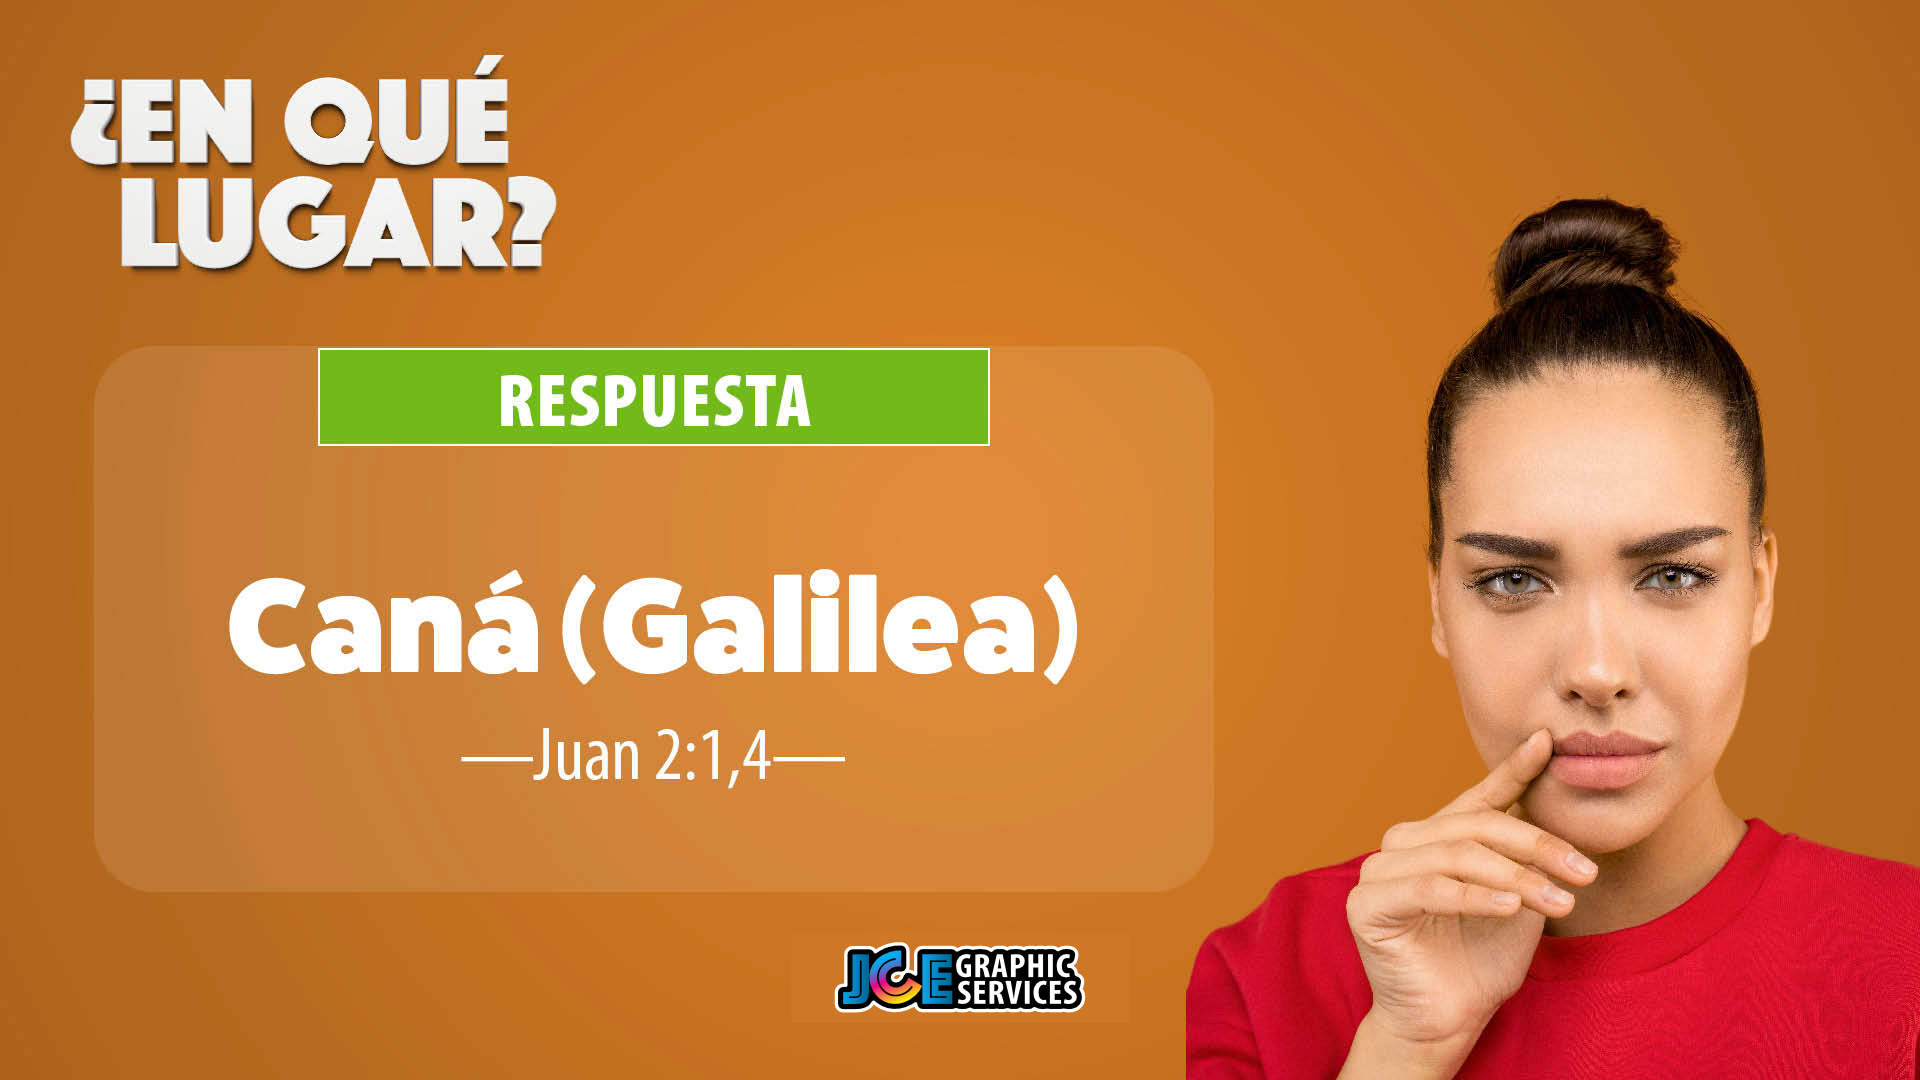 ¿EN QUÉ
LUGAR?
RESPUESTA
Caná (Galilea)
—Juan 2:1,4—
JCE GRAPHIC
SERVICES